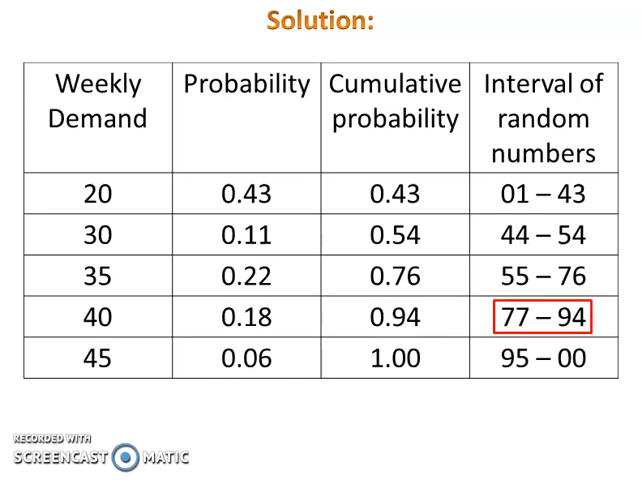 Solution:
Weekly Demand Probability Cumulative probability Interval of random numbers
20 0.43 0.43 01 – 43
30 0.11 0.54 44 – 54
35 0.22 0.76 55 – 76
40 0.18 0.94 77 – 94
45 0.06 1.00 95 – 00
RECORDED WITH
SCREENCAST MATIC